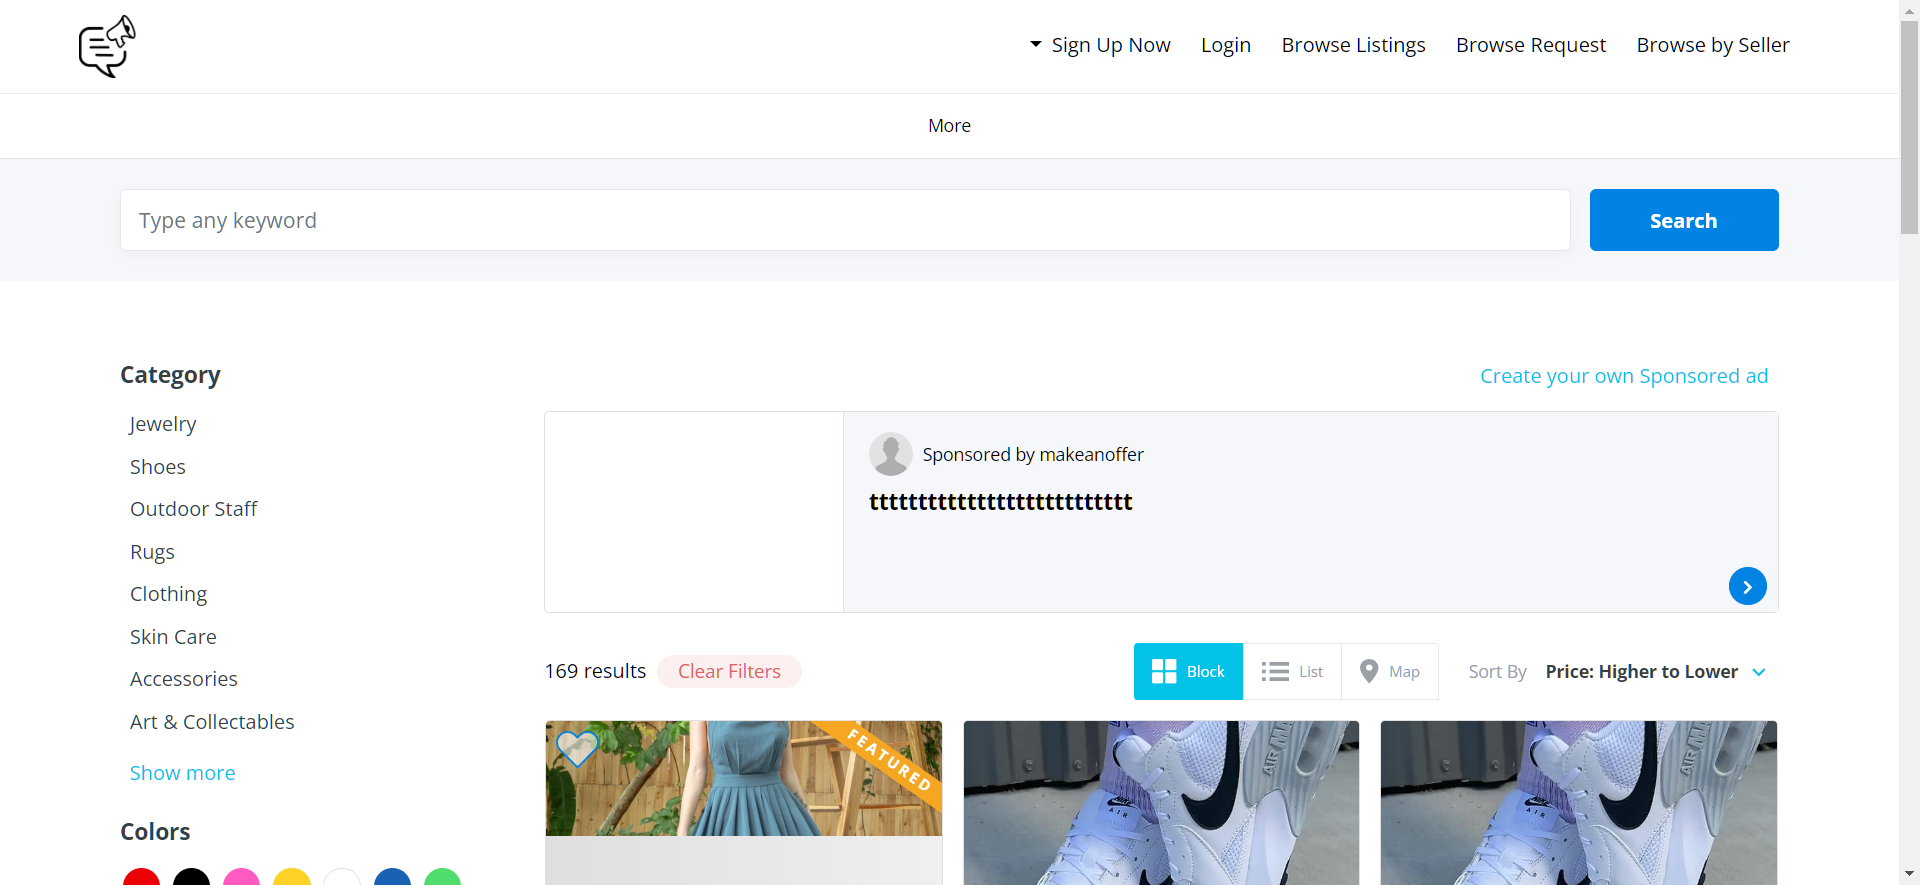 Sign Up Now Login Browse Listings Browse Request Browse by Seller
More
Type any keyword
Search
Category
Create your own Sponsored ad
Jewelry
Shoes
Outdoor Staff
Rugs
Clothing
Skin Care
Accessories
Art & Collectables
Show more
Colors
Sponsored by makeanoffer
ttttttttttttttttttttttttttt
169 results Clear Filters
Block List Map Sort By Price: Higher to Lower
FEATURED
AIR MAX
NIKE
AIR
NIKE
AIR
AIR MAX